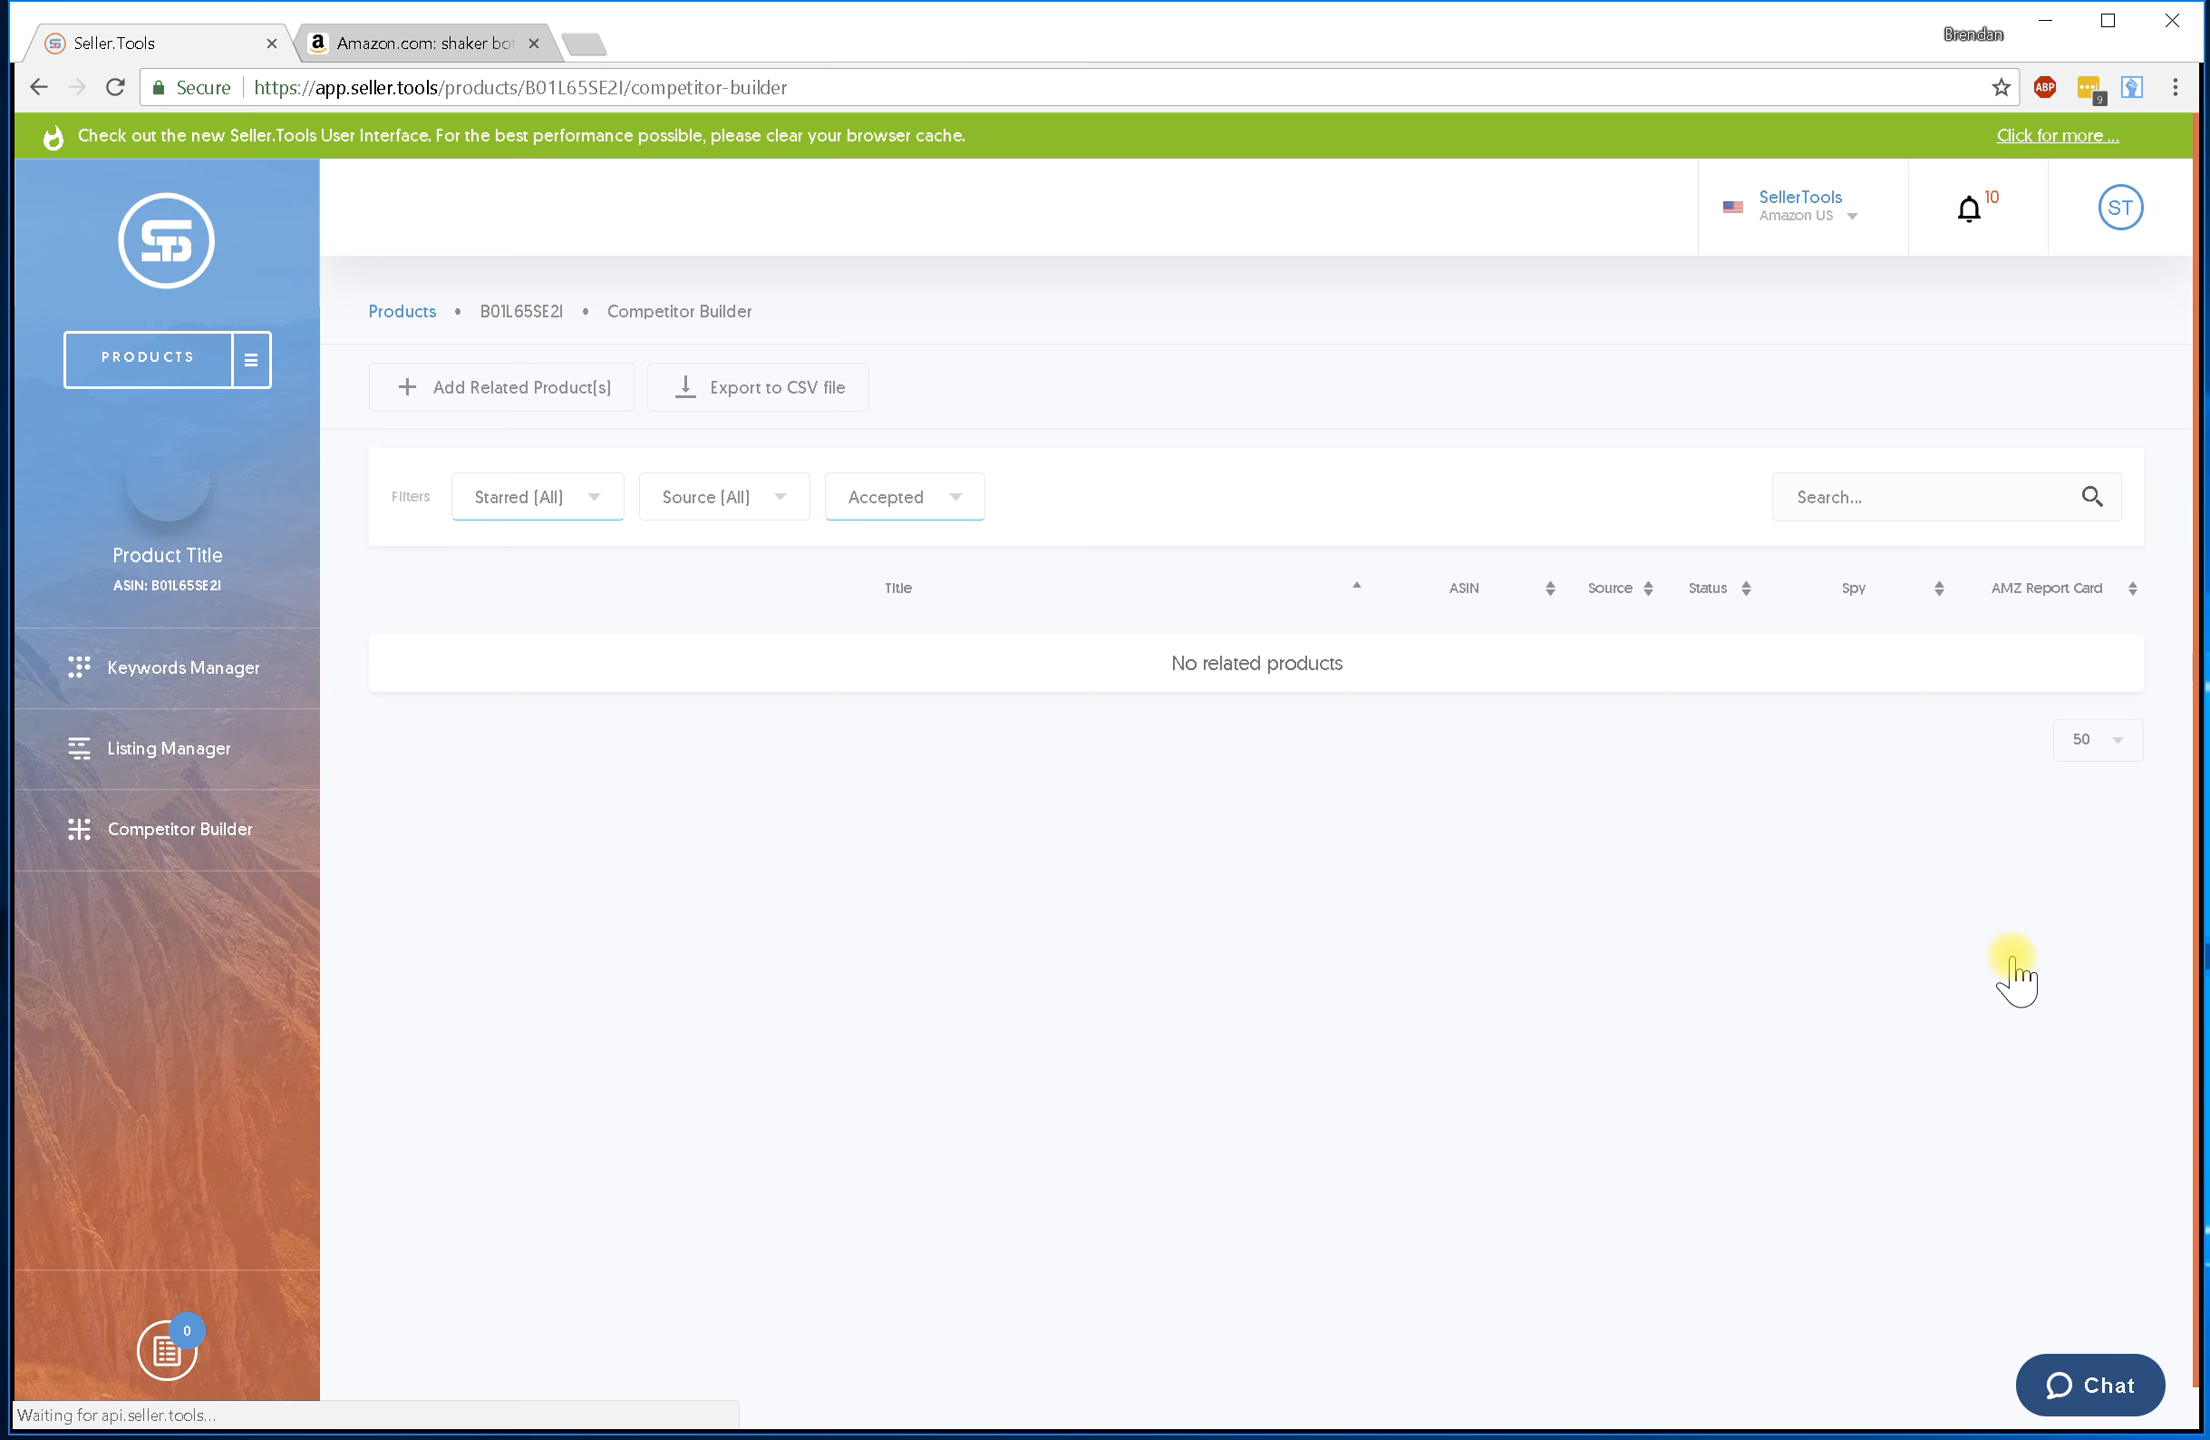 Seller.Tools
Amazon.com: shaker bot
Brendan
Secure
https://app.seller.tools/products/B01L65SE2I/competitor-builder
ABP
9
Check out the new Seller.Tools User Interface. For the best performance possible, please clear your browser cache.
Click for more ...
SellerTools
Amazon US
10
ST
PRODUCTS
Product Title
ASIN: B01L65SE2I
Keywords Manager
Listing Manager
Competitor Builder
0
Products • B01L65SE2I • Competitor Builder
Add Related Product(s)
Export to CSV file
Filters
Starred (All)
Source (All)
Accepted
Search...
Title
ASIN
Source
Status
Spy
AMZ Report Card
No related products
50
Chat
Waiting for api.seller.tools...